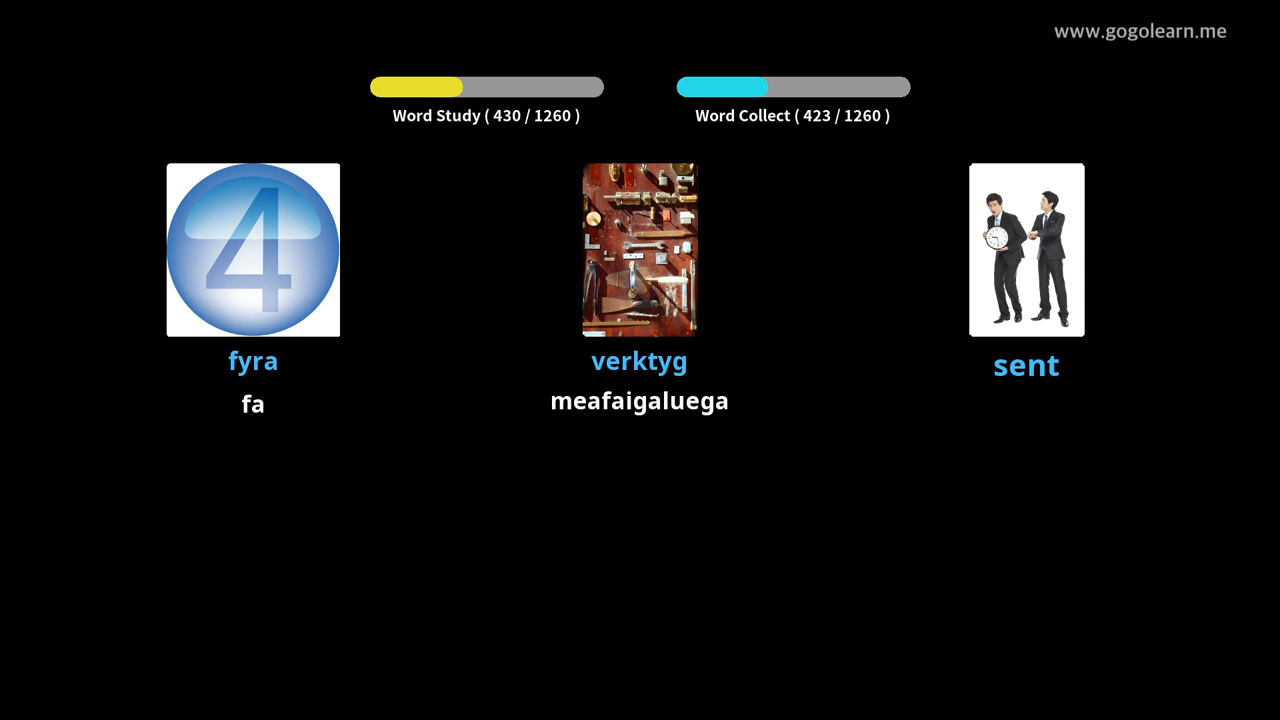 www.gogolearn.me
Word Study ( 430 / 1260 )
Word Collect ( 423 / 1260 )
4
fyra
verktyg
sent
fa
meafaigaluega